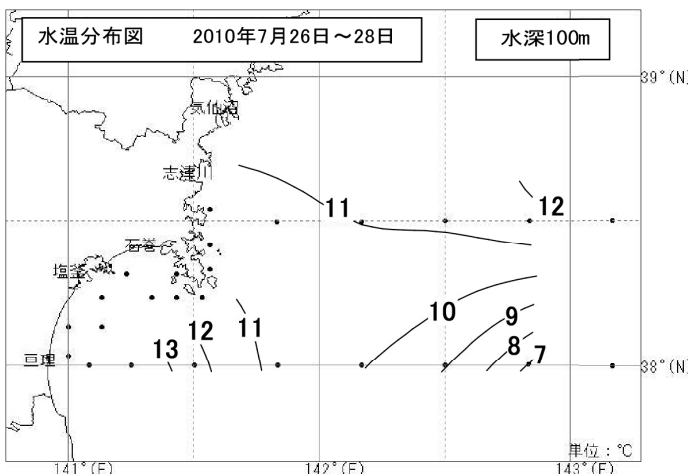 水温分布図 2010年7月26日～28日
水深100m
39°(N)
気仙沼
志津川
11
12
石巻
塩釜
10
9
11
12
13
8
7
亘理
38°(N)
単位：℃
141°(E)
142°(E)
143°(E)